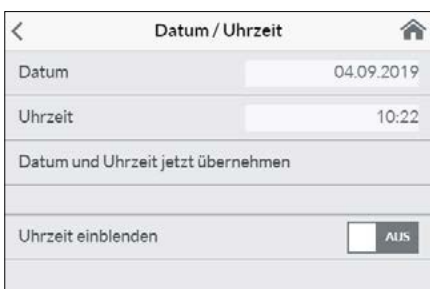 Datum / Uhrzeit
Datum 04.09.2019
Uhrzeit 10:22
Datum und Uhrzeit jetzt übernehmen
Uhrzeit einblenden AUS